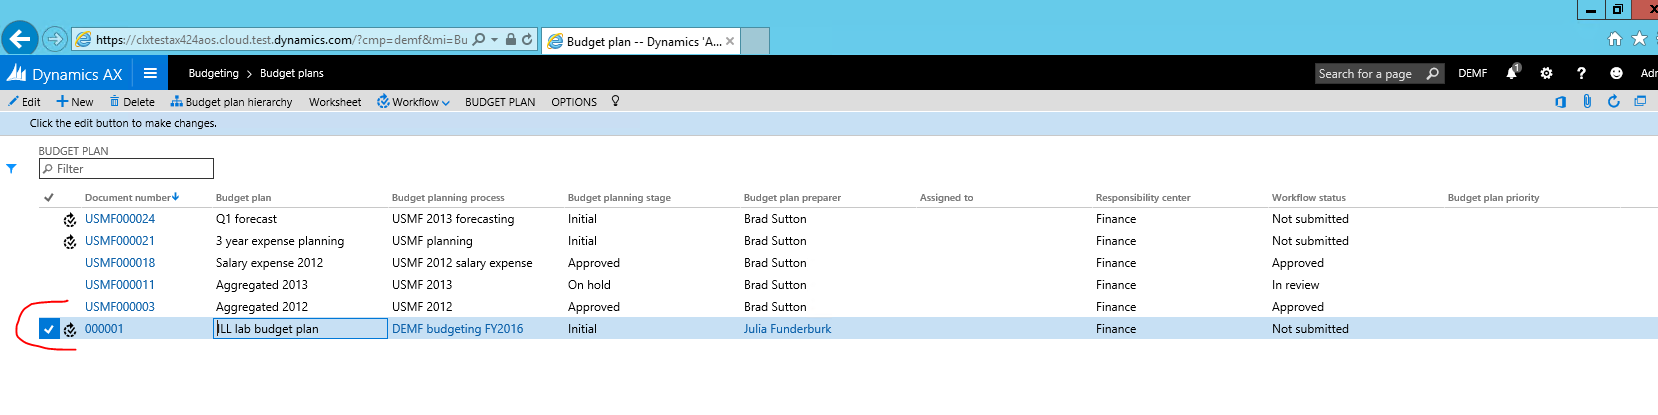 https://clxtestax424aos.cloud.test.dynamics.com/?cmp=demf&mi=Bu
Budget plan -- Dynamics 'A...
Dynamics AX
Budgeting > Budget plans
Search for a page
DEMF
1
?
Adr
Edit
New
Delete
Budget plan hierarchy
Worksheet
Workflow
BUDGET PLAN
OPTIONS
Click the edit button to make changes.
BUDGET PLAN
Filter
Document number Budget plan Budget planning process Budget planning stage Budget plan preparer Assigned to Responsibility center Workflow status Budget plan priority
USMF000024 Q1 forecast USMF 2013 forecasting Initial Brad Sutton Finance Not submitted
USMF000021 3 year expense planning USMF planning Initial Brad Sutton Finance Not submitted
USMF000018 Salary expense 2012 USMF 2012 salary expense Approved Brad Sutton Finance Approved
USMF000011 Aggregated 2013 USMF 2013 On hold Brad Sutton Finance In review
USMF000003 Aggregated 2012 USMF 2012 Approved Brad Sutton Finance Approved
000001 ILL lab budget plan DEMF budgeting FY2016 Initial Julia Funderburk Finance Not submitted